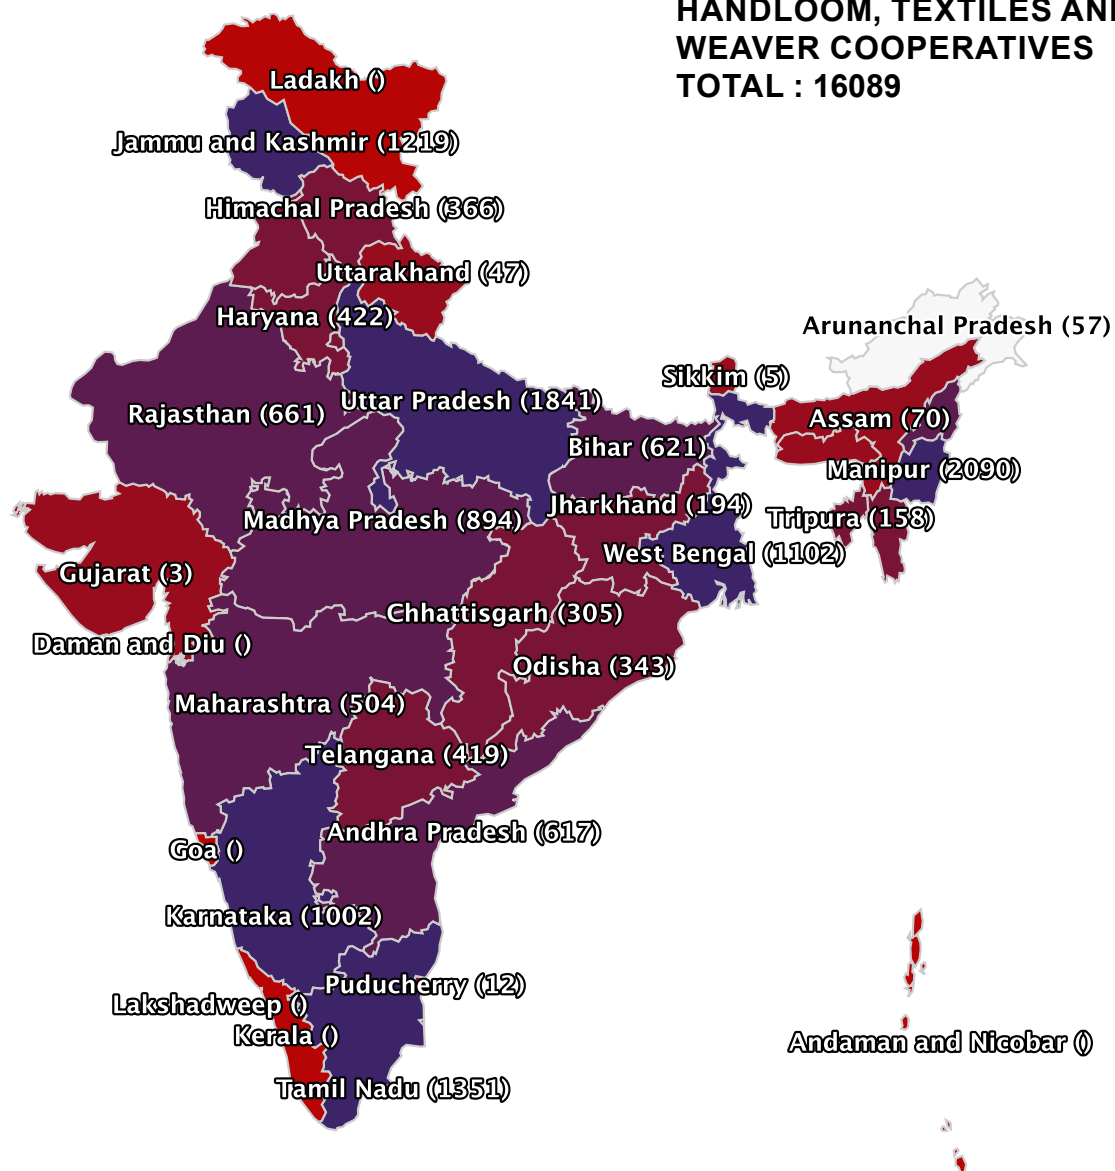 HANDLOOM, TEXTILES AN
WEAVER COOPERATIVES
TOTAL : 16089
Ladakh ()
Jammu and Kashmir (1219)
Himachal Pradesh (366)
Uttarakhand (47)
Haryana (422)
Arunanchal Pradesh (57)
Sikkim (5)
Uttar Pradesh (1841)
Rajasthan (661)
Assam (70)
Bihar (621)
Manipur (2090)
Jharkhand (194)
Madhya Pradesh (894)
Tripura (158)
West Bengal (1102)
Gujarat (3)
Chhattisgarh (305)
Daman and Diu ()
Odisha (343)
Maharashtra (504)
Telangana (419)
Andhra Pradesh (617)
Goa ()
Karnataka (1002)
Puducherry (12)
Lakshadweep ()
Kerala ()
Andaman and Nicobar ()
Tamil Nadu (1351)